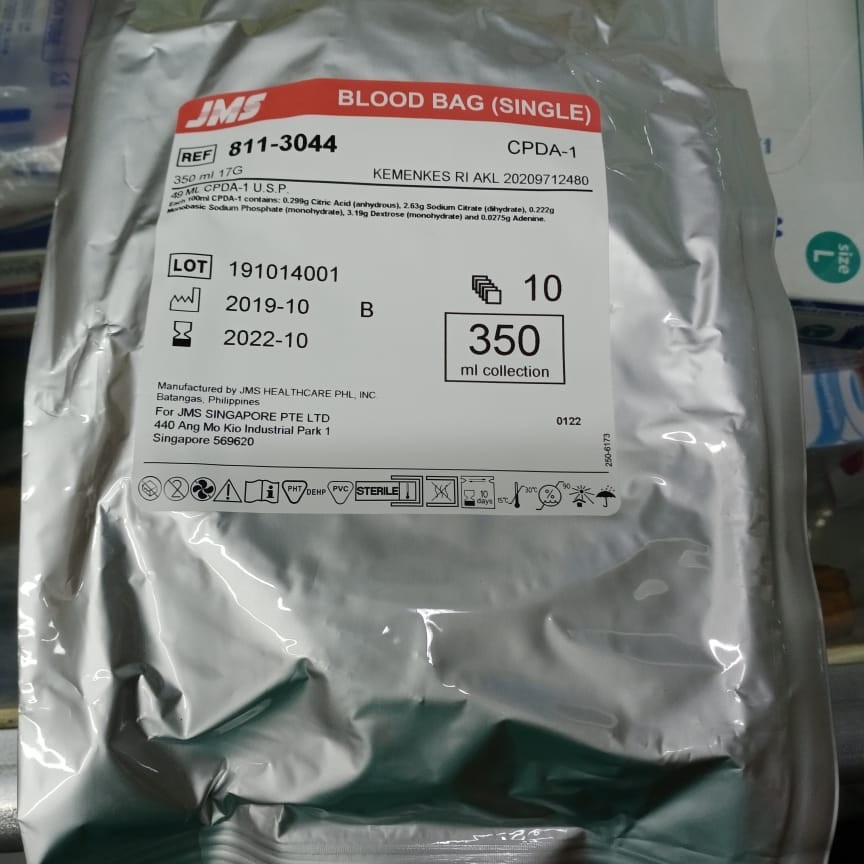 JMS BLOOD BAG (SINGLE)
REF 811-3044 CPDA-1
350 ml 17G KEMENKES RI AKL 20209712480
49 ML CPDA-1 U.S.P.
Each 100ml CPDA-1 contains: 0.299g Citric Acid (anhydrous), 2.63g Sodium Citrate (dihydrate), 0.222g
Monobasic Sodium Phosphate (monohydrate), 3.19g Dextrose (monohydrate) and 0.0275g Adenine.
LOT 191014001
10
2019-10 B
2022-10
350
ml collection
Manufactured by JMS HEALTHCARE PHL, INC.
Batangas, Philippines
For JMS SINGAPORE PTE LTD
440 Ang Mo Kio Industrial Park 1
Singapore 569620
0122
250-6173
PHT DEHP PVC STERILE 10 days 15°C 30°C % 90
size
L